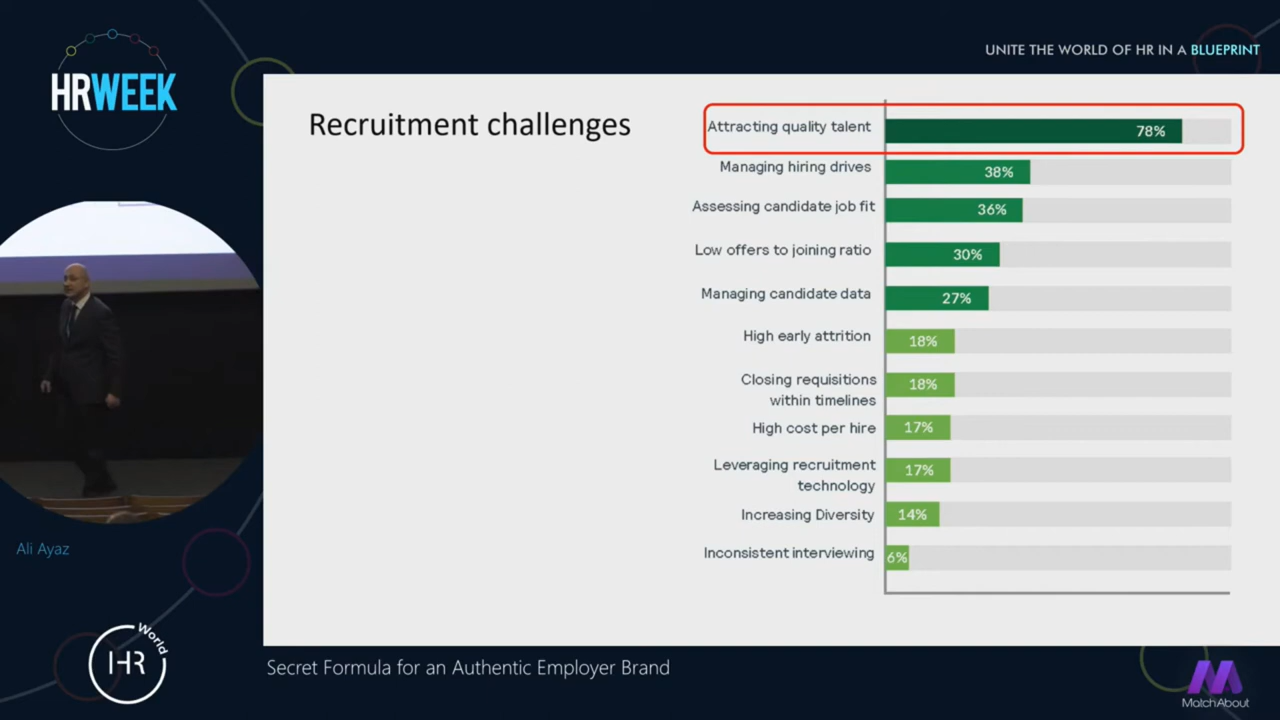 HRWEEK
UNITE THE WORLD OF HR IN A BLUEPRINT
Recruitment challenges
Attracting quality talent 78%
Managing hiring drives 38%
Assessing candidate job fit 36%
Low offers to joining ratio 30%
Managing candidate data 27%
High early attrition 18%
Closing requisitions
within timelines 18%
High cost per hire 17%
Leveraging recruitment
technology 17%
Increasing Diversity 14%
Inconsistent interviewing 6%
Ali Ayaz
HR World
Secret Formula for an Authentic Employer Brand
MatchAbout